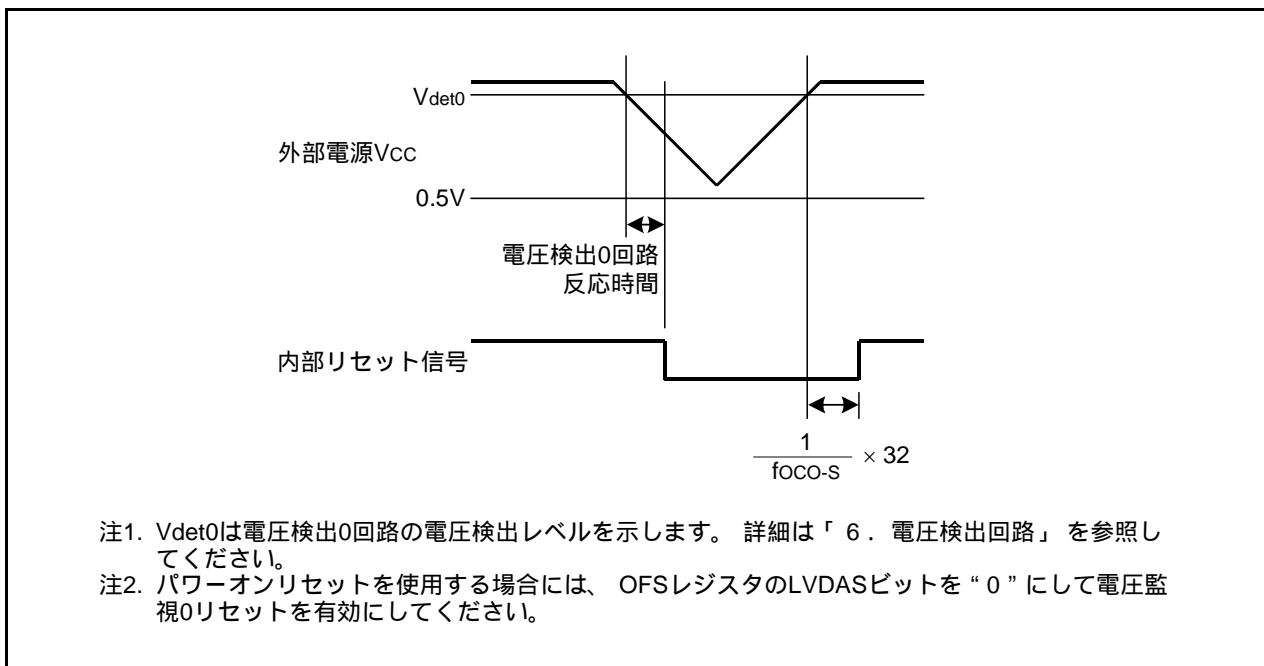 Vdet0
外部電源VCC
0.5V
電圧検出0回路
反応時間
内部リセット信号
1
fOCO-S
× 32
注1. Vdet0は電圧検出0回路の電圧検出レベルを示します。 詳細は「 6 . 電圧検出回路」 を参照し
てください。
注2. パワーオンリセットを使用する場合には、 OFSレジスタのLVDASビットを “ 0 ” にして電圧監
視0リセットを有効にしてください。